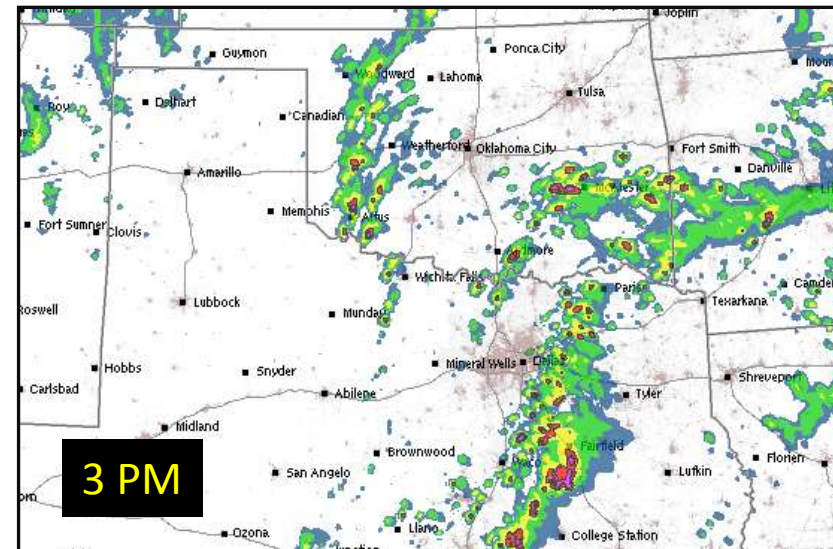 Joplin
Ponca City
Guymon
Woodward
Lahoma
Tulsa
Roy
Dalhart
Canadian
Weatherford
Oklahoma City
Fort Smith
Danville
Amarillo
McAlester
Memphis
Altus
Fort Sumner
Clovis
Ardmore
Wichita Falls
Paris
Camde
Roswell
Lubbock
Munday
Texarkana
Hobbs
Mineral Wells
Dallas
Snyder
Carlsbad
Abilene
Tyler
Shreveport
Midland
Brownwood
Waco
Fairfield
Florien
3 PM
San Angelo
Lufkin
Ozona
Llano
College Station